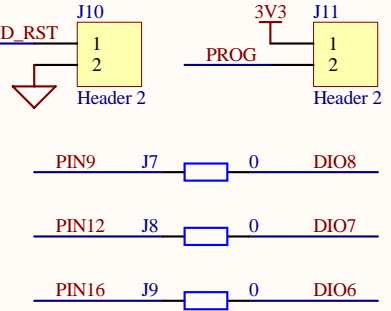 J10
D_RST
1
2
Header 2
J11
3V3
1
PROG
2
Header 2
PIN9 J7 0 DIO8
PIN12 J8 0 DIO7
PIN16 J9 0 DIO6